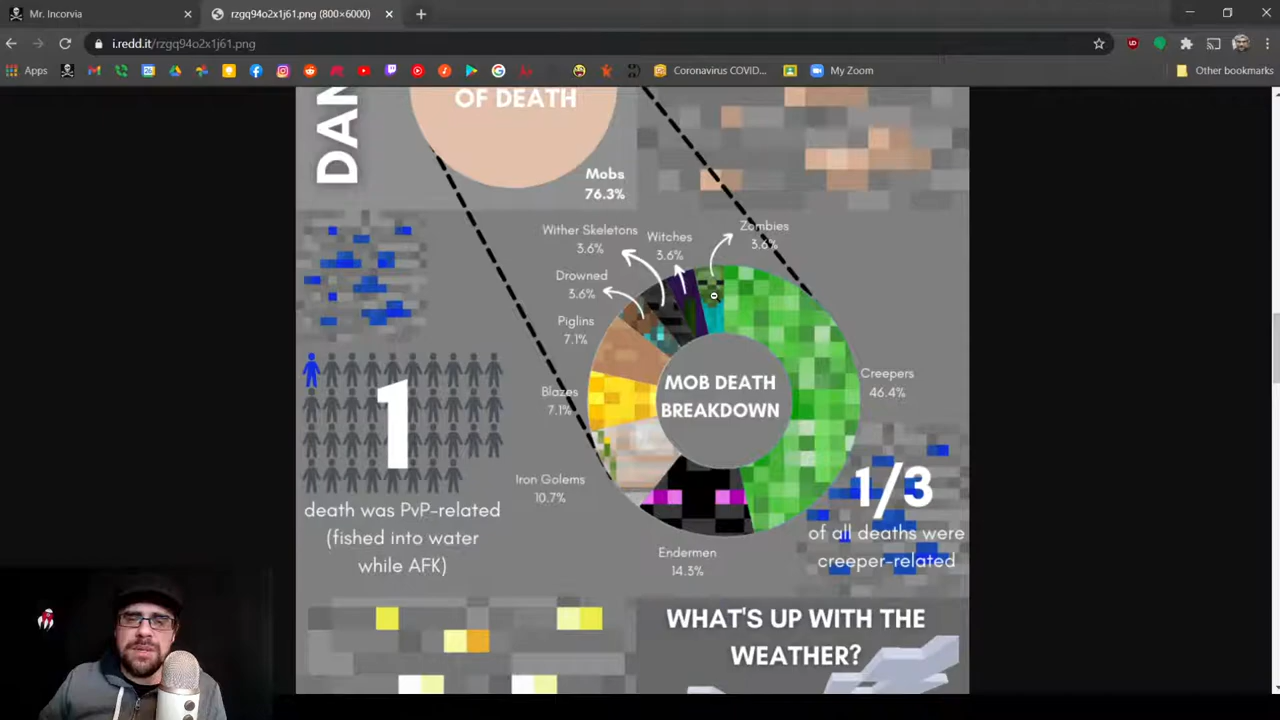 Mr. Incorvia
rzgq94o2x1j61.png (800×6000)
i.redd.it/rzgq94o2x1j61.png
Apps
Coronavirus COVID...
My Zoom
Other bookmarks
DAM
OF DEATH
Mobs
76.3%
Wither Skeletons
3.6%
Witches
3.6%
Zombies
3.6%
Drowned
3.6%
Piglins
7.1%
Blazes
7.1%
Iron Golems
10.7%
Endermen
14.3%
Creepers
46.4%
MOB DEATH
BREAKDOWN
1
death was PvP-related
(fished into water
while AFK)
1/3
of all deaths were
creeper-related
WHAT'S UP WITH THE
WEATHER?